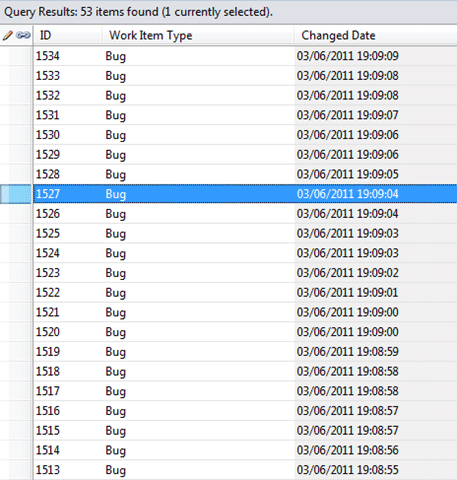 Query Results: 53 items found (1 currently selected).
ID Work Item Type Changed Date
1534 Bug 03/06/2011 19:09:09
1533 Bug 03/06/2011 19:09:08
1532 Bug 03/06/2011 19:09:08
1531 Bug 03/06/2011 19:09:07
1530 Bug 03/06/2011 19:09:06
1529 Bug 03/06/2011 19:09:06
1528 Bug 03/06/2011 19:09:05
1527 Bug 03/06/2011 19:09:04
1526 Bug 03/06/2011 19:09:04
1525 Bug 03/06/2011 19:09:03
1524 Bug 03/06/2011 19:09:03
1523 Bug 03/06/2011 19:09:02
1522 Bug 03/06/2011 19:09:01
1521 Bug 03/06/2011 19:09:00
1520 Bug 03/06/2011 19:09:00
1519 Bug 03/06/2011 19:08:59
1518 Bug 03/06/2011 19:08:58
1517 Bug 03/06/2011 19:08:58
1516 Bug 03/06/2011 19:08:57
1515 Bug 03/06/2011 19:08:57
1514 Bug 03/06/2011 19:08:56
1513 Bug 03/06/2011 19:08:55